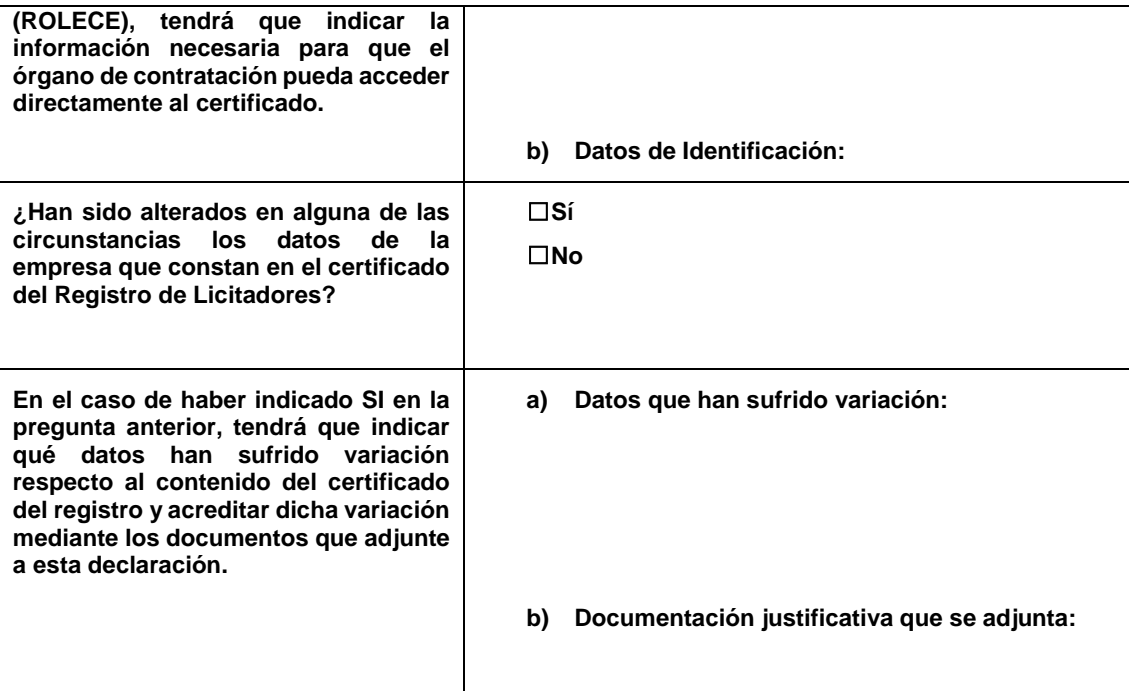 (ROLECE), tendrá que indicar la
información necesaria para que el
órgano de contratación pueda acceder
directamente al certificado.
b) Datos de Identificación:
¿Han sido alterados en alguna de las
circunstancias los datos de la
empresa que constan en el certificado
del Registro de Licitadores?
☐Sí
☐No
En el caso de haber indicado SI en la
pregunta anterior, tendrá que indicar
qué datos han sufrido variación
respecto al contenido del certificado
del registro y acreditar dicha variación
mediante los documentos que adjunte
a esta declaración.
a) Datos que han sufrido variación:
b) Documentación justificativa que se adjunta: